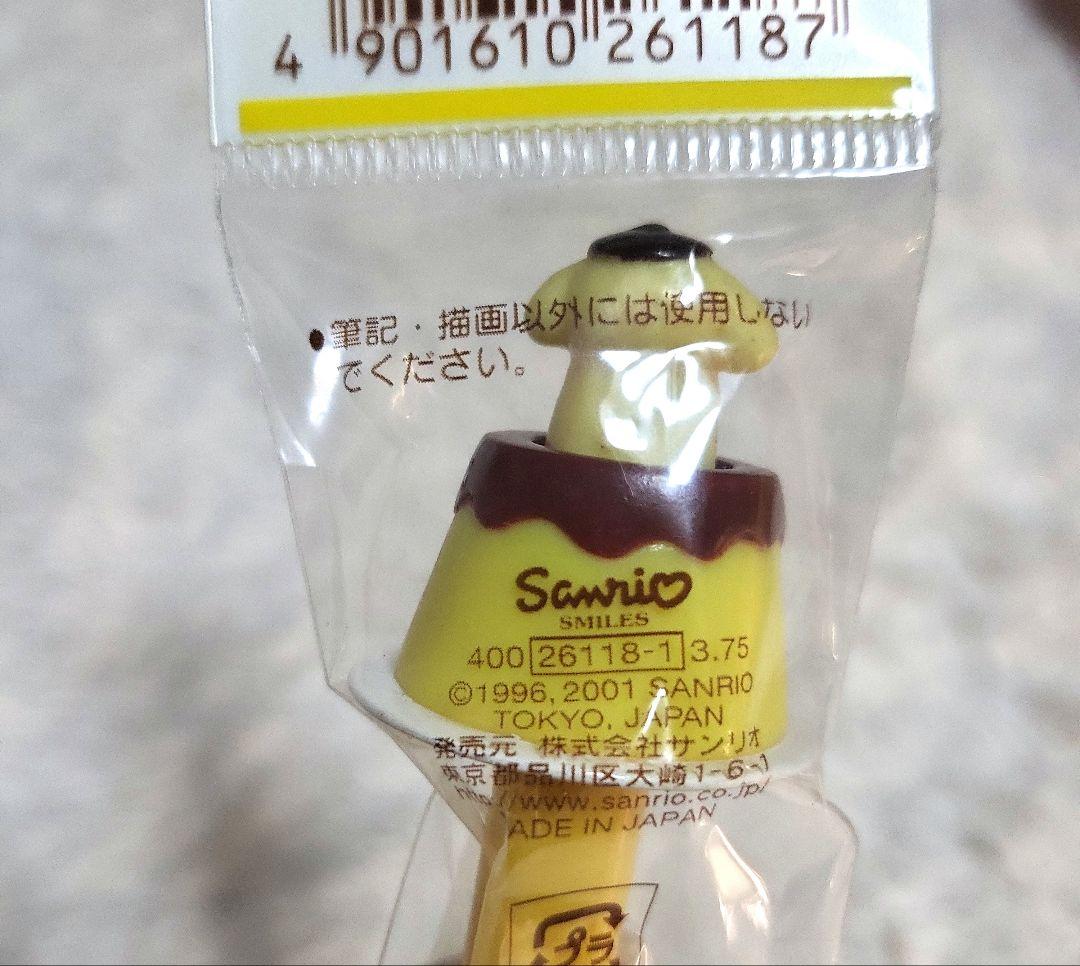 4 901610 261187
•筆記・描画以外には使用しない
でください。
Sanrio
SMILES
400 26118-1 3.75
©1996, 2001 SANRIO
TOKYO, JAPAN
発売元 株式会社サンリオ
東京都品川区大崎1-6-1
http://www.sanrio.co.jp/
ADE IN JAPAN
プラ